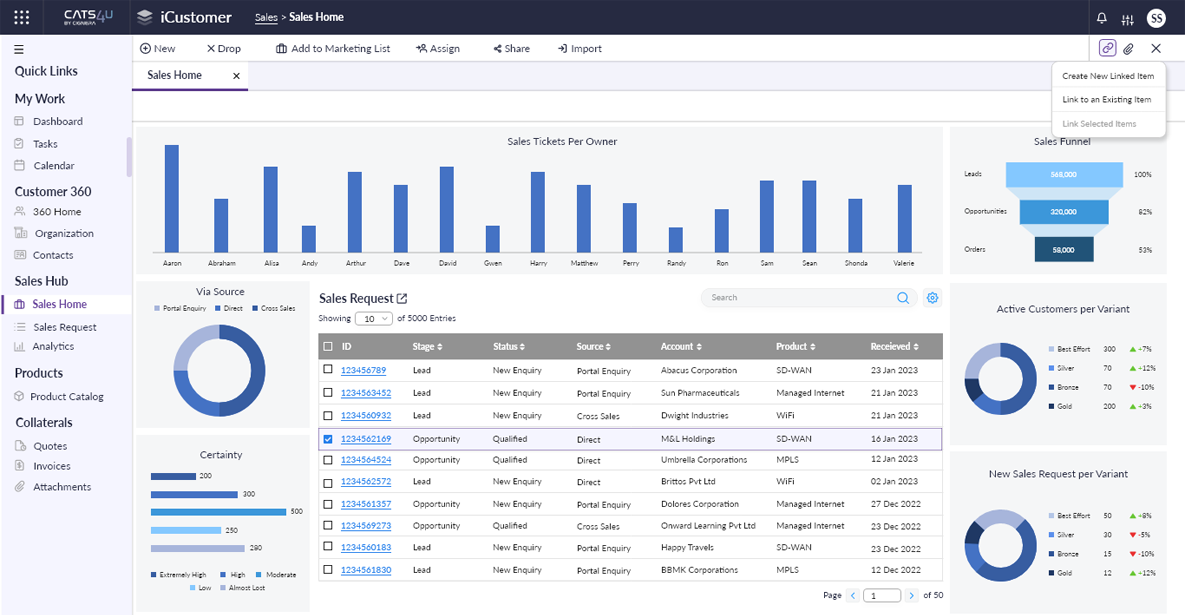 CATS4U
BY CIGNIERA
iCustomer
Sales > Sales Home
SS
New
Drop
Add to Marketing List
Assign
Share
Import
Quick Links
My Work
Dashboard
Tasks
Calendar
Customer 360
360 Home
Organization
Contacts
Sales Hub
Sales Home
Sales Request
Analytics
Products
Product Catalog
Collaterals
Quotes
Invoices
Attachments
Sales Home
Create New Linked Item
Link to an Existing Item
Link Selected Items
Sales Tickets Per Owner
Aaron Abraham Alisa Andy Arthur Dave David Gwen Harry Matthew Perry Randy Ron Sam Sean Shonda Valerie
Sales Funnel
Leads 568,000 100%
Opportunities 320,000 82%
Orders 58,000 53%
Via Source
Portal Enquiry Direct Cross Sales
Certainty
200
300
500
250
280
Extremely High High Moderate
Low Almost Lost
Sales Request
Search
Showing 10 of 5000 Entries
ID Stage Status Source Account Product Receieved
123456789 Lead New Enquiry Portal Enquiry Abacus Corporation SD-WAN 23 Jan 2023
1234563452 Lead New Enquiry Portal Enquiry Sun Pharmaceuticals Managed Internet 21 Jan 2023
1234560932 Lead New Enquiry Cross Sales Dwight Industries WiFi 21 Jan 2023
1234562169 Opportunity Qualified Direct M&L Holdings SD-WAN 16 Jan 2023
1234564524 Opportunity Qualified Direct Umbrella Corporations MPLS 12 Jan 2023
1234562572 Lead New Enquiry Direct Brittos Pvt Ltd WiFi 02 Jan 2023
1234561357 Opportunity New Enquiry Portal Enquiry Dolores Corporation Managed Internet 27 Dec 2022
1234569273 Opportunity Qualified Cross Sales Onward Learning Pvt Ltd Managed Internet 23 Dec 2022
1234560183 Lead New Enquiry Portal Enquiry Happy Travels SD-WAN 23 Dec 2022
1234561830 Lead New Enquiry Portal Enquiry BBMK Corporations MPLS 12 Dec 2022
Page 1 of 50
Active Customers per Variant
Best Effort 300 +7%
Silver 70 +12%
Bronze 70 -10%
Gold 200 +3%
New Sales Request per Variant
Best Effort 50 +8%
Silver 30 -5%
Bronze 15 -10%
Gold 12 +12%